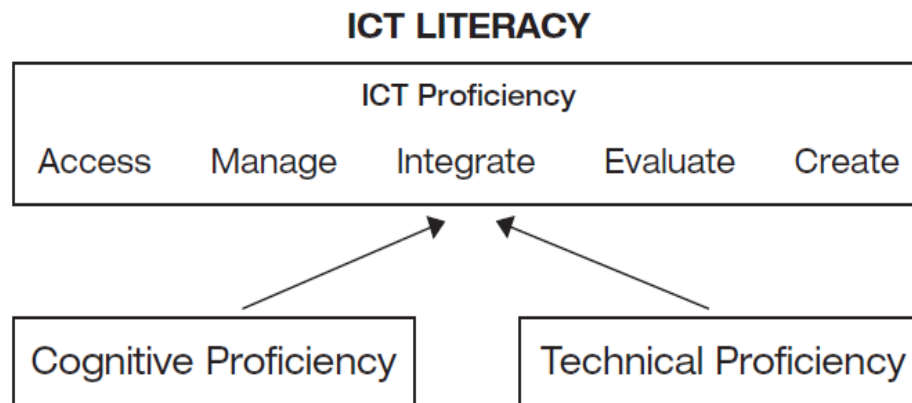 ICT LITERACY
ICT Proficiency
Access Manage Integrate Evaluate Create
Cognitive Proficiency Technical Proficiency